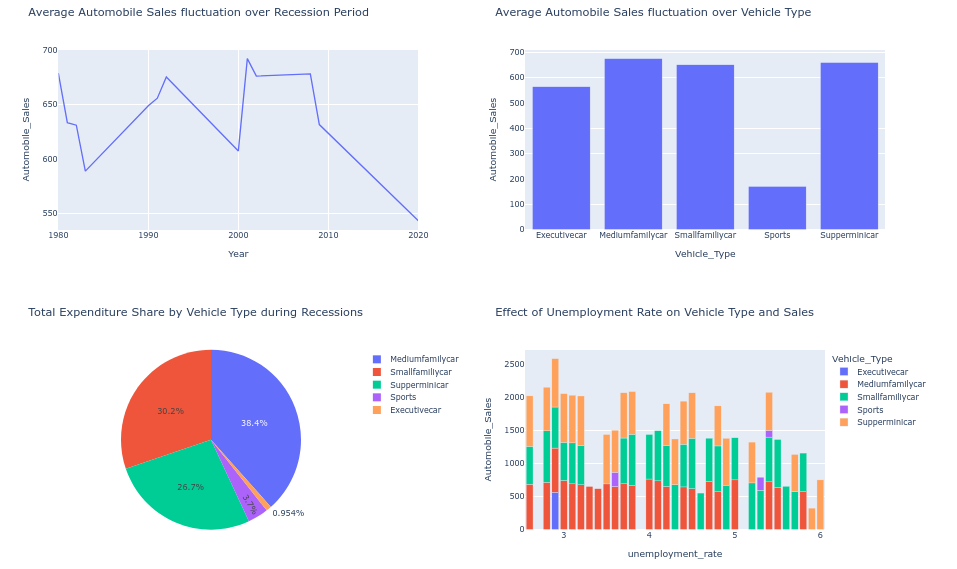 Average Automobile Sales fluctuation over Recession Period
700
650
600
550
1980
1990
2000
2010
2020
Automobile_Sales
Year
Average Automobile Sales fluctuation over Vehicle Type
700
600
500
400
300
200
100
0
Executivecar
Mediumfamilycar
Smallfamiliycar
Sports
Supperminicar
Automobile_Sales
Vehicle_Type
Total Expenditure Share by Vehicle Type during Recessions
38.4%
30.2%
26.7%
3.7%
0.954%
Mediumfamilycar
Smallfamiliycar
Supperminicar
Sports
Executivecar
Effect of Unemployment Rate on Vehicle Type and Sales
2500
2000
1500
1000
500
0
3
4
5
6
Automobile_Sales
unemployment_rate
Vehicle_Type
Executivecar
Mediumfamilycar
Smallfamiliycar
Sports
Supperminicar